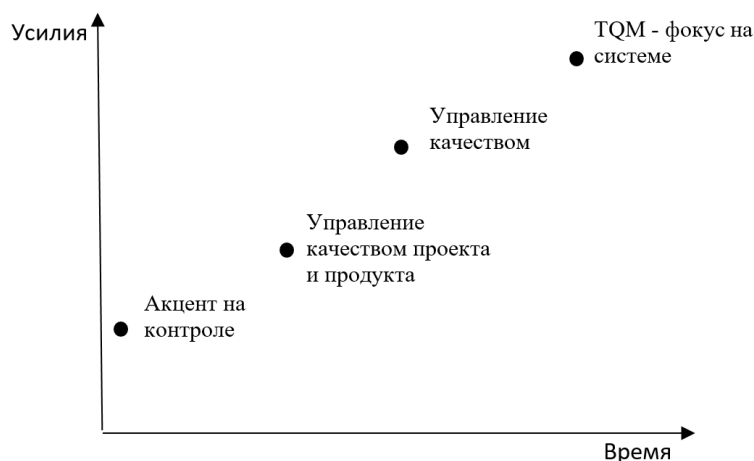 Усилия
TQM - фокус на
системе
Управление
качеством
Управление
качеством проекта
и продукта
Акцент на
контроле
Время